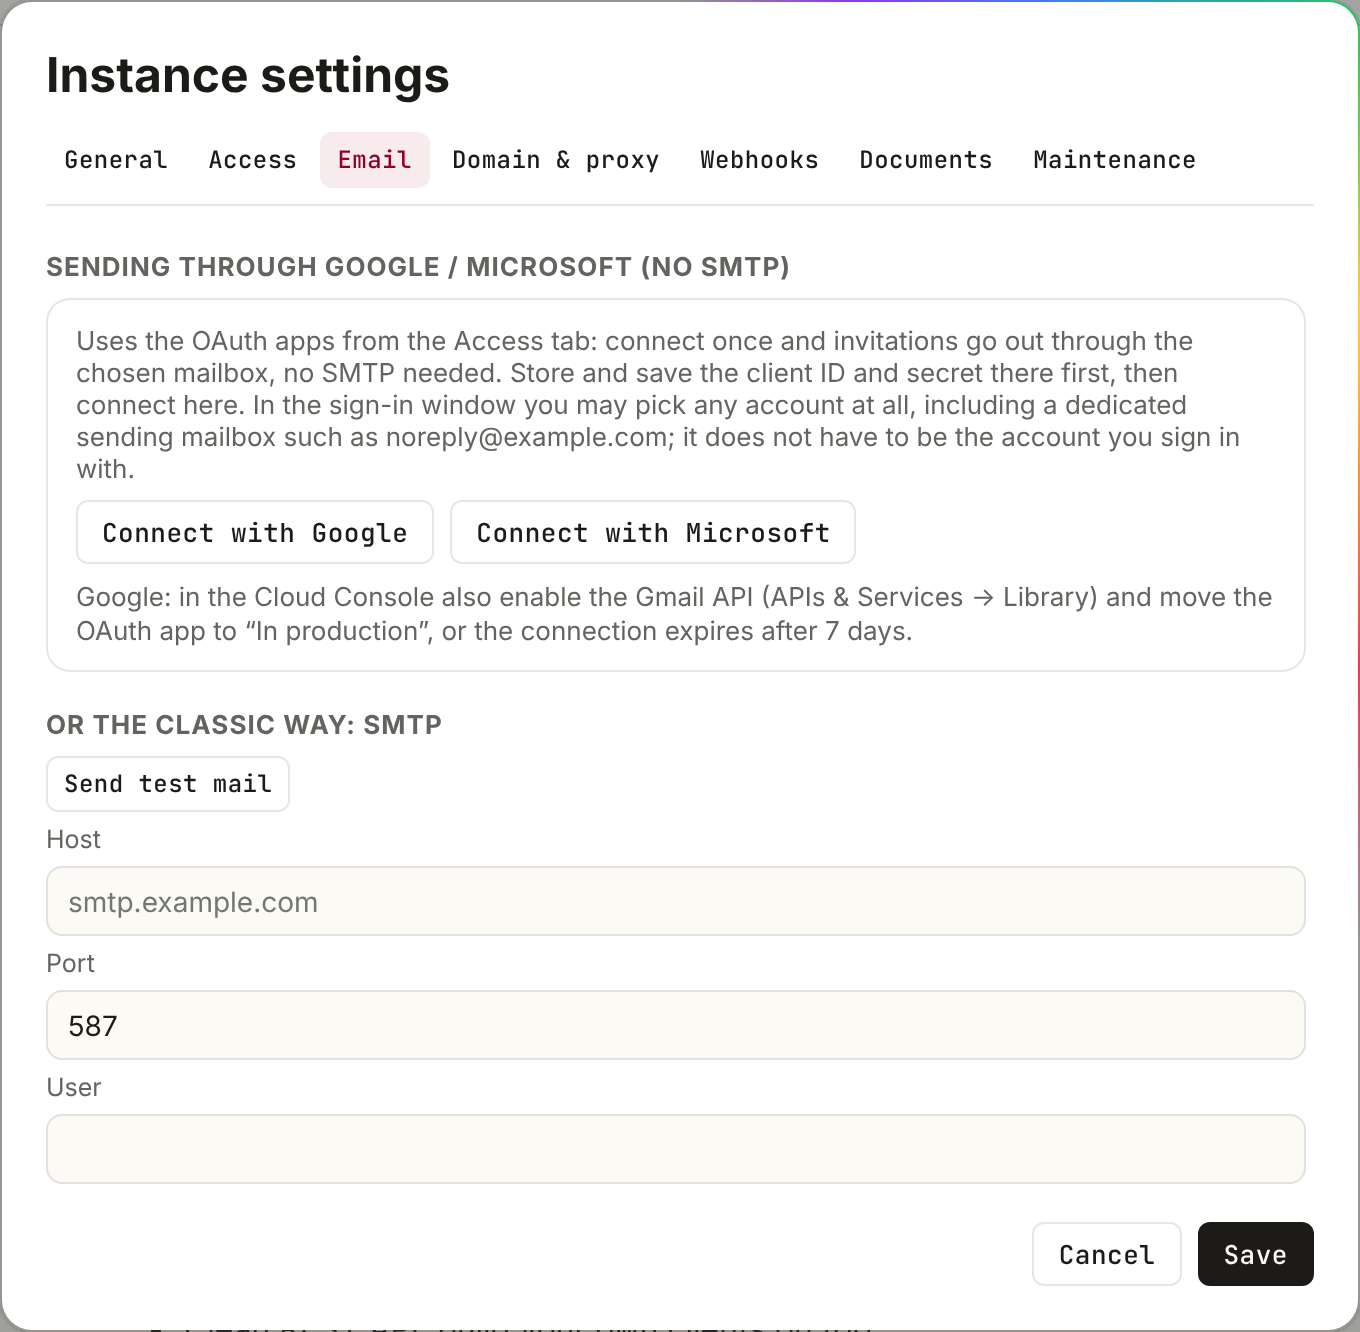 Instance settings
General Access Email Domain & proxy Webhooks Documents Maintenance
SENDING THROUGH GOOGLE / MICROSOFT (NO SMTP)
Uses the OAuth apps from the Access tab: connect once and invitations go out through the
chosen mailbox, no SMTP needed. Store and save the client ID and secret there first, then
connect here. In the sign-in window you may pick any account at all, including a dedicated
sending mailbox such as noreply@example.com; it does not have to be the account you sign in
with.
Connect with Google Connect with Microsoft
Google: in the Cloud Console also enable the Gmail API (APIs & Services → Library) and move the
OAuth app to “In production”, or the connection expires after 7 days.
OR THE CLASSIC WAY: SMTP
Send test mail
Host
smtp.example.com
Port
587
User
Cancel Save